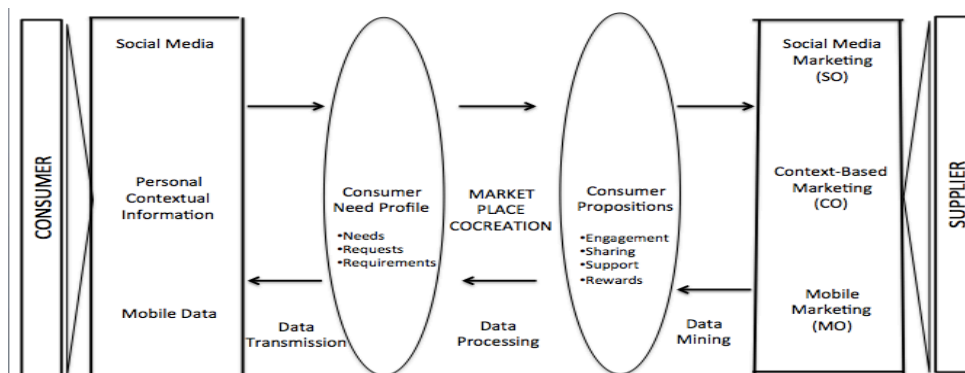 CONSUMER
Social Media
Personal
Contextual
Information
Mobile Data
Data
Transmission
Consumer
Need Profile
•Needs
•Requests
•Requirements
MARKET
PLACE
COCREATION
Data
Processing
Consumer
Propositions
•Engagement
•Sharing
•Support
•Rewards
Data
Mining
Social Media
Marketing
(SO)
Context-Based
Marketing
(CO)
Mobile
Marketing
(MO)
SUPPLIER